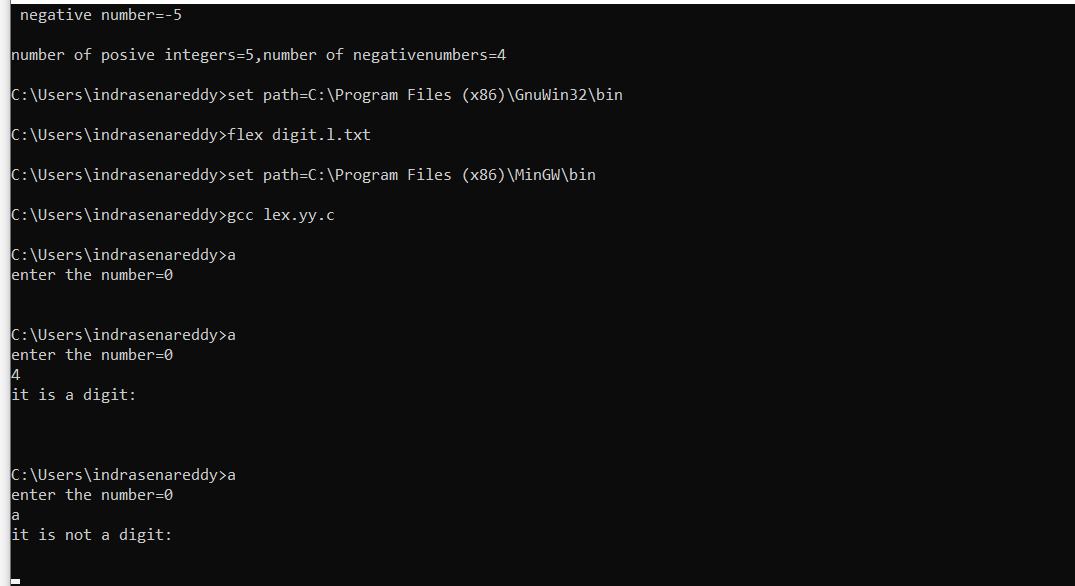 negative number=-5
number of posive integers=5,number of negativenumbers=4
C:\Users\indrasenareddy>set path=C:\Program Files (x86)\GnuWin32\bin
C:\Users\indrasenareddy>flex digit.l.txt
C:\Users\indrasenareddy>set path=C:\Program Files (x86)\MinGW\bin
C:\Users\indrasenareddy>gcc lex.yy.c
C:\Users\indrasenareddy>a
enter the number=0
C:\Users\indrasenareddy>a
enter the number=0
4
it is a digit:
C:\Users\indrasenareddy>a
enter the number=0
a
it is not a digit: